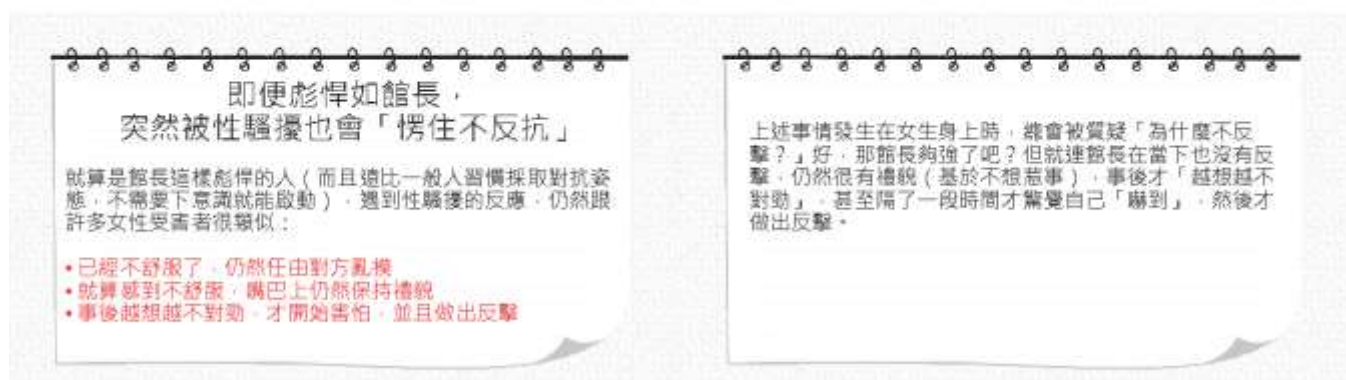 即便彪悍如館長，
突然被性騷擾也會「愣住不反抗」
就算是館長這樣彪悍的人（而且遠比一般人習慣採取對抗姿
態，不需要下意識就能啟動），遇到性騷擾的反應，仍然跟
許多女性受害者很類似：
•已經不舒服了，仍然任由對方亂摸
•就算感到不舒服，嘴巴上仍然保持禮貌
•事後越想越不對勁，才開始害怕，並且做出反擊
上述事情發生在女生身上時，總會被質疑「為什麼不反
擊？」好，那館長夠強了吧？但就連館長在當下也沒有反
擊，仍然很有禮貌（基於不想惹事），事後才「越想越不
對勁」，甚至隔了一段時間才驚覺自己「嚇到」，然後才
做出反擊。